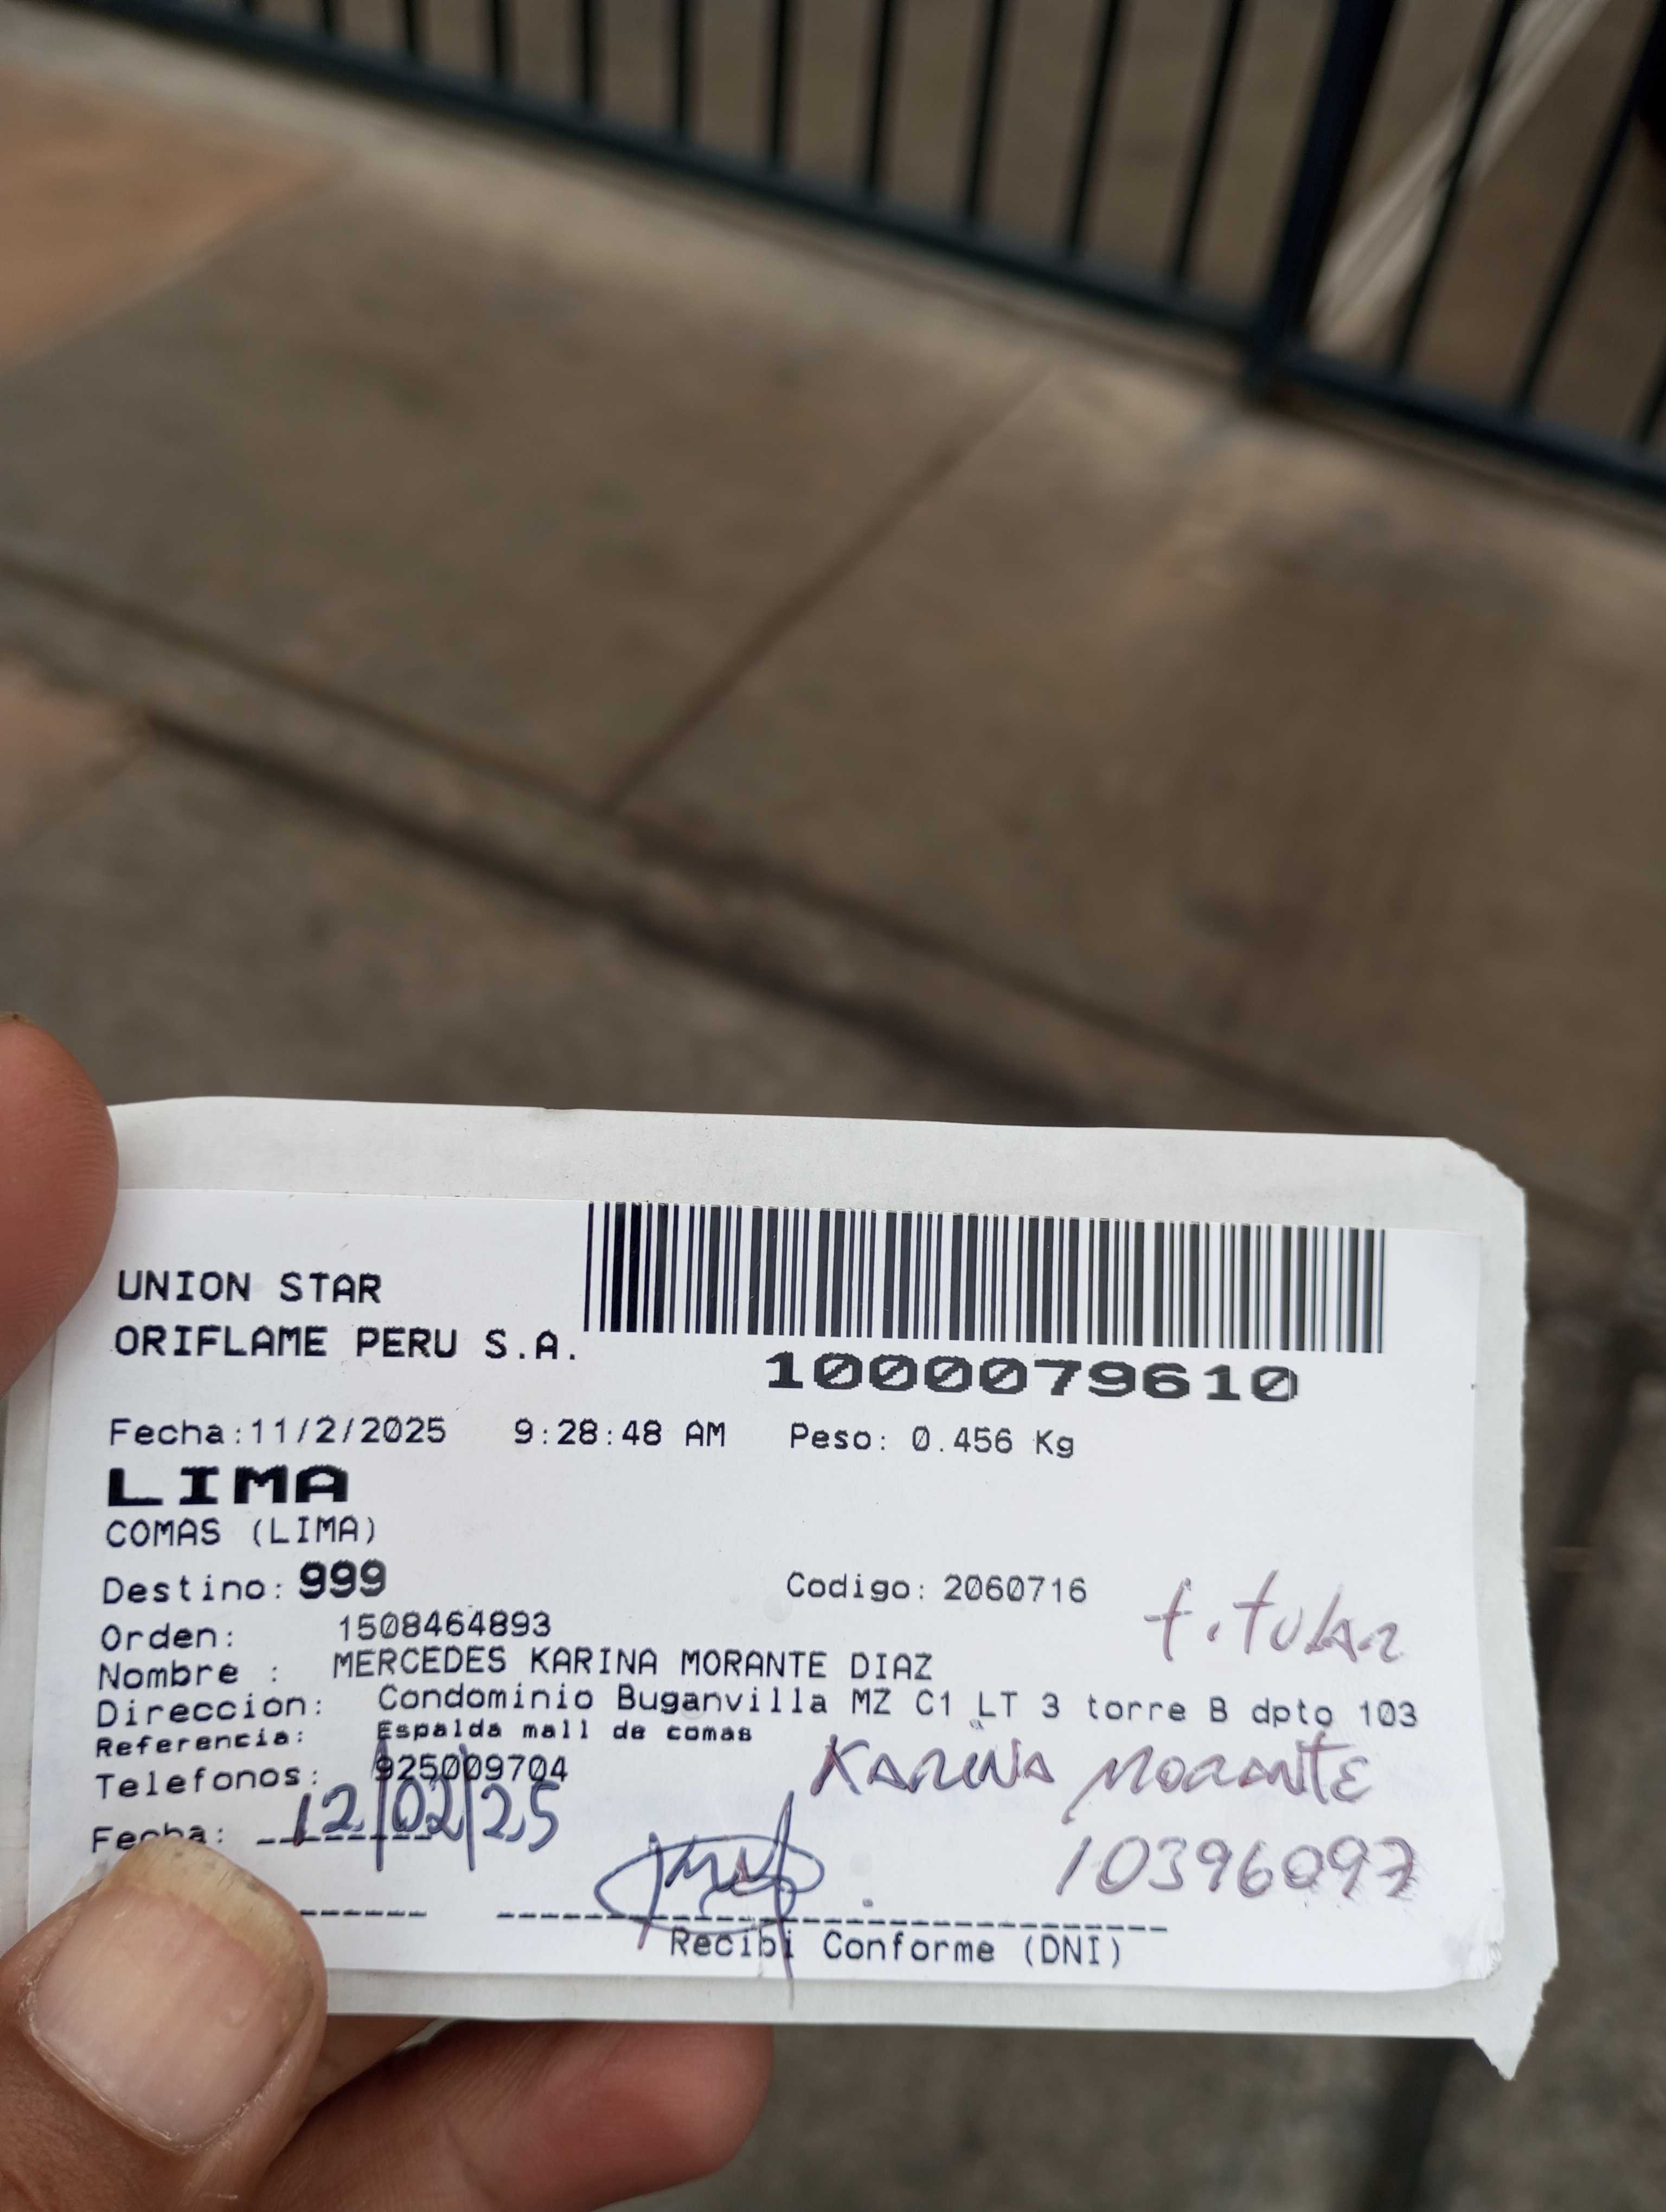 UNION STAR
ORIFLAME PERU S.A.
1000079610
Fecha:11/2/2025 9:28:48 AM Peso: 0.456 Kg
LIMA
COMAS (LIMA)
Destino: 999 Codigo: 2060716
titular
Orden: 1508464893
Nombre : MERCEDES KARINA MORANTE DIAZ
Direccion: Condominio Buganvilla MZ C1 LT 3 torre B dpto 103
Referencia: Espalda mall de comas
Telefonos: 925009704
KARINA MORANTE
Fecha: 12/02/25
10396097
Recibi Conforme (DNI)